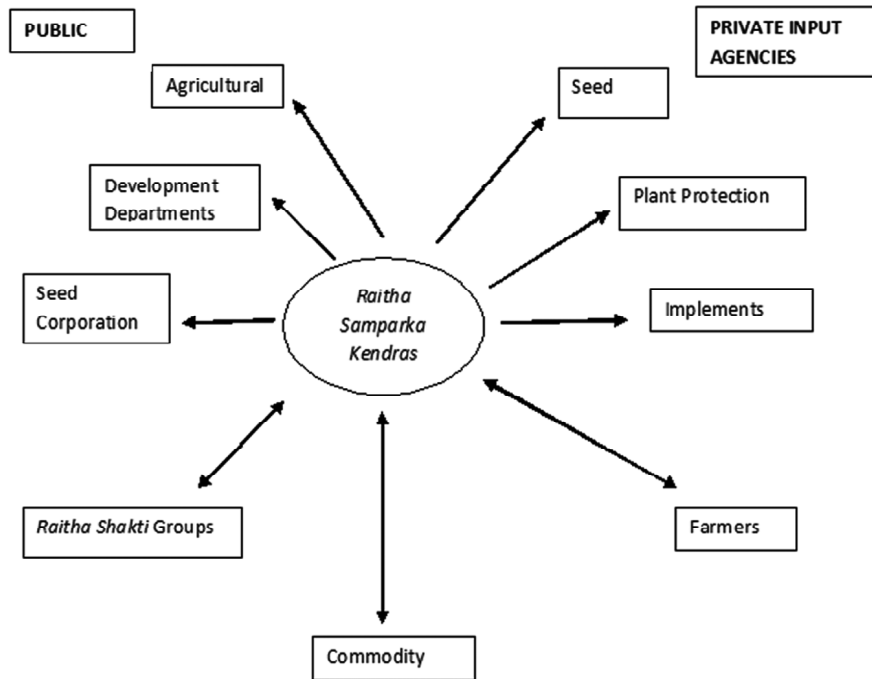 PUBLIC
PRIVATE INPUT
AGENCIES
Agricultural
Seed
Development
Departments
Plant Protection
Seed
Corporation
Raitha
Samparka
Kendras
Implements
Raitha Shakti Groups
Farmers
Commodity